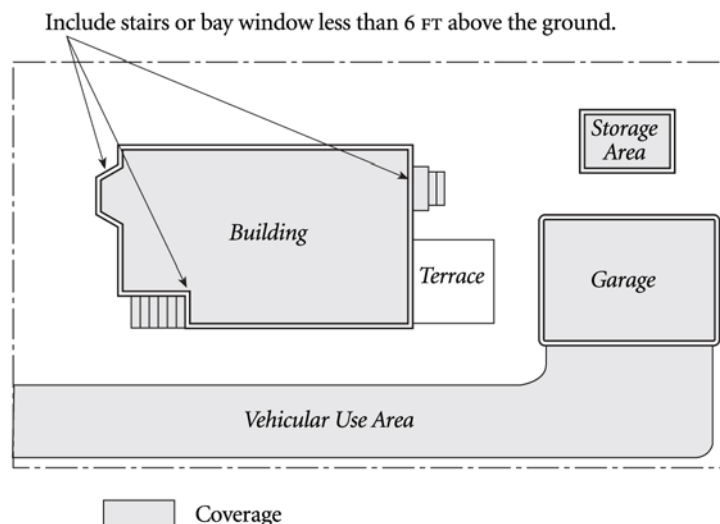 Include stairs or bay window less than 6 FT above the ground.
Storage
Area
Building
Terrace
Garage
Vehicular Use Area
Coverage